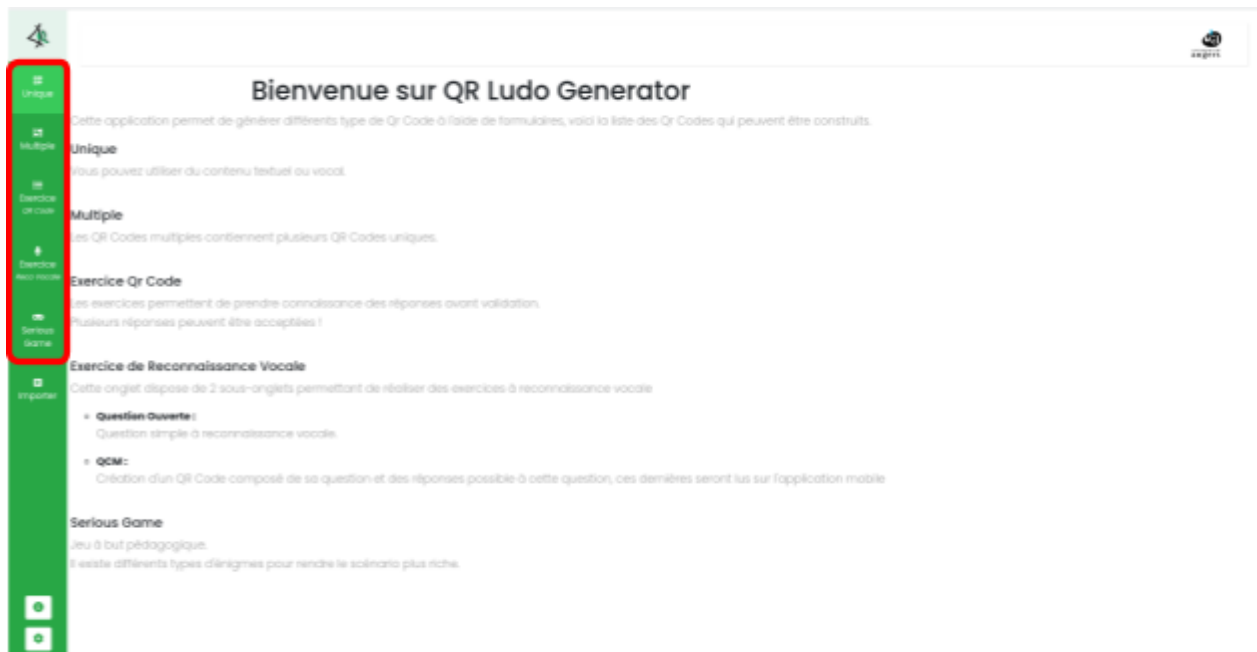 angers
Unique
Multiple
Exercice
QR Code
Exercice
Reco Vocale
Serious
Game
Importer
Bienvenue sur QR Ludo Generator
Cette application permet de générer différents type de Qr Code à l'aide de formulaires, voici la liste des Qr Codes qui peuvent être construits.
Unique
Vous pouvez utiliser du contenu textuel ou vocal.
Multiple
Les QR Codes multiples contiennent plusieurs QR Codes uniques.
Exercice Qr Code
Les exercices permettent de prendre connaissance des réponses avant validation.
Plusieurs réponses peuvent être acceptées !
Exercice de Reconnaissance Vocale
Cette onglet dispose de 2 sous-onglets permettant de réaliser des exercices à reconnaissance vocale
Question Ouverte :
Question simple à reconnaissance vocale.
QCM :
Création d'un QR Code composé de sa question et des réponses possible à cette question, ces dernières seront lus sur l'application mobile
Serious Game
Jeu à but pédagogique.
Il existe différents types d'énigmes pour rendre le scénario plus riche.